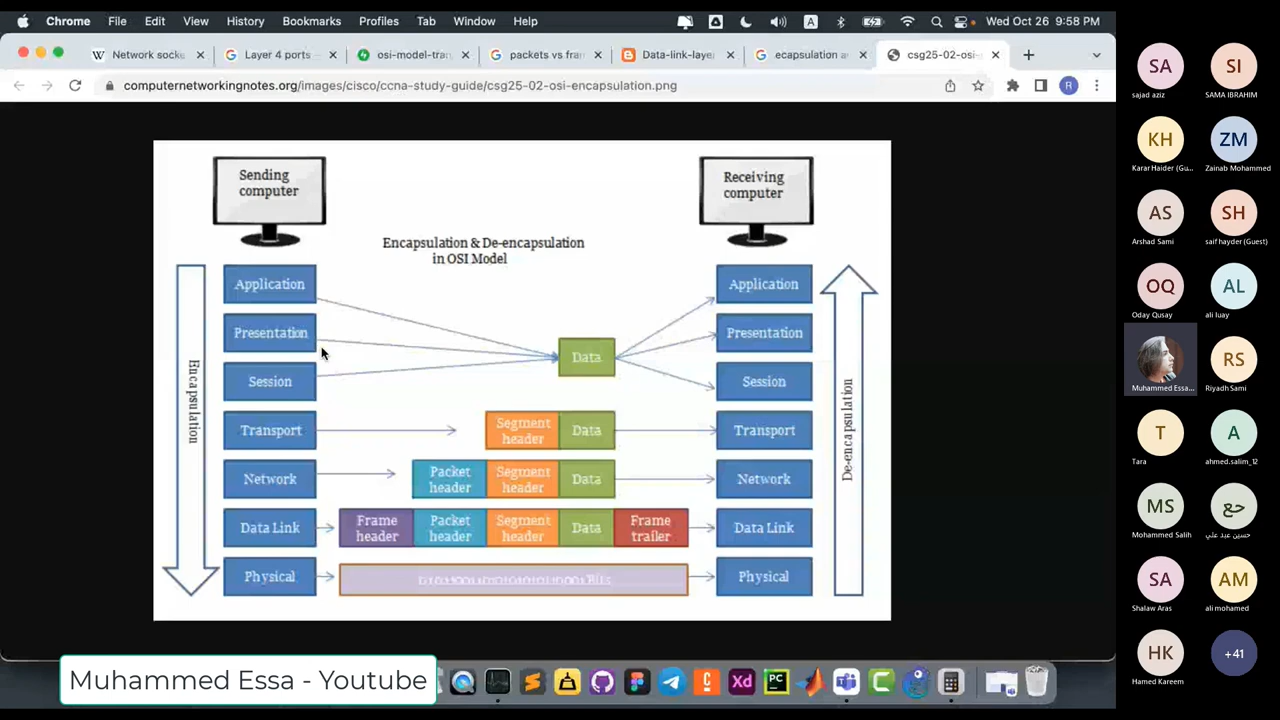 Chrome File Edit View History Bookmarks Profiles Tab Window Help A Wed Oct 26 9:58 PM
W Network socke G Layer 4 ports – osi-model-tran G packets vs fran Data-link-laye G ecapsulation a csg25-02-osi-
computernetworkingnotes.org/images/cisco/ccna-study-guide/csg25-02-osi-encapsulation.png R
Sending
computer
Receiving
computer
Encapsulation & De-encapsulation
in OSI Model
Encapsulation
Application
Presentation
Session
Transport
Network
Data Link
Physical
Data
Segment
header
Data
Packet
header
Segment
header
Data
Frame
header
Packet
header
Segment
header
Data
Frame
trailer
Bits
Application
Presentation
Session
Transport
Network
Data Link
Physical
De-encapsulation
SA
sajad aziz
SI
SAMA IBRAHIM
KH
Karar Haider (Gu...
ZM
Zainab Mohammed
AS
Arshad Sami
SH
saif hayder (Guest)
OQ
Oday Qusay
AL
ali luay
Muhammed Essa...
RS
Riyadh Sami
T
Tara
A
ahmed.salim_12
MS
Mohammed Salih
حع
حسين عبد علي
SA
Shalaw Aras
AM
ali mohamed
HK
Hamed Kareem
+41
Muhammed Essa - Youtube
Xd
PC